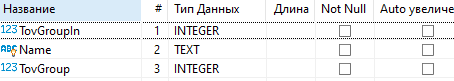 Название # Тип Данных Длина Not Null Auto увеличе
123 TovGroupIn 1 INTEGER
ABC Name 2 TEXT
123 TovGroup 3 INTEGER